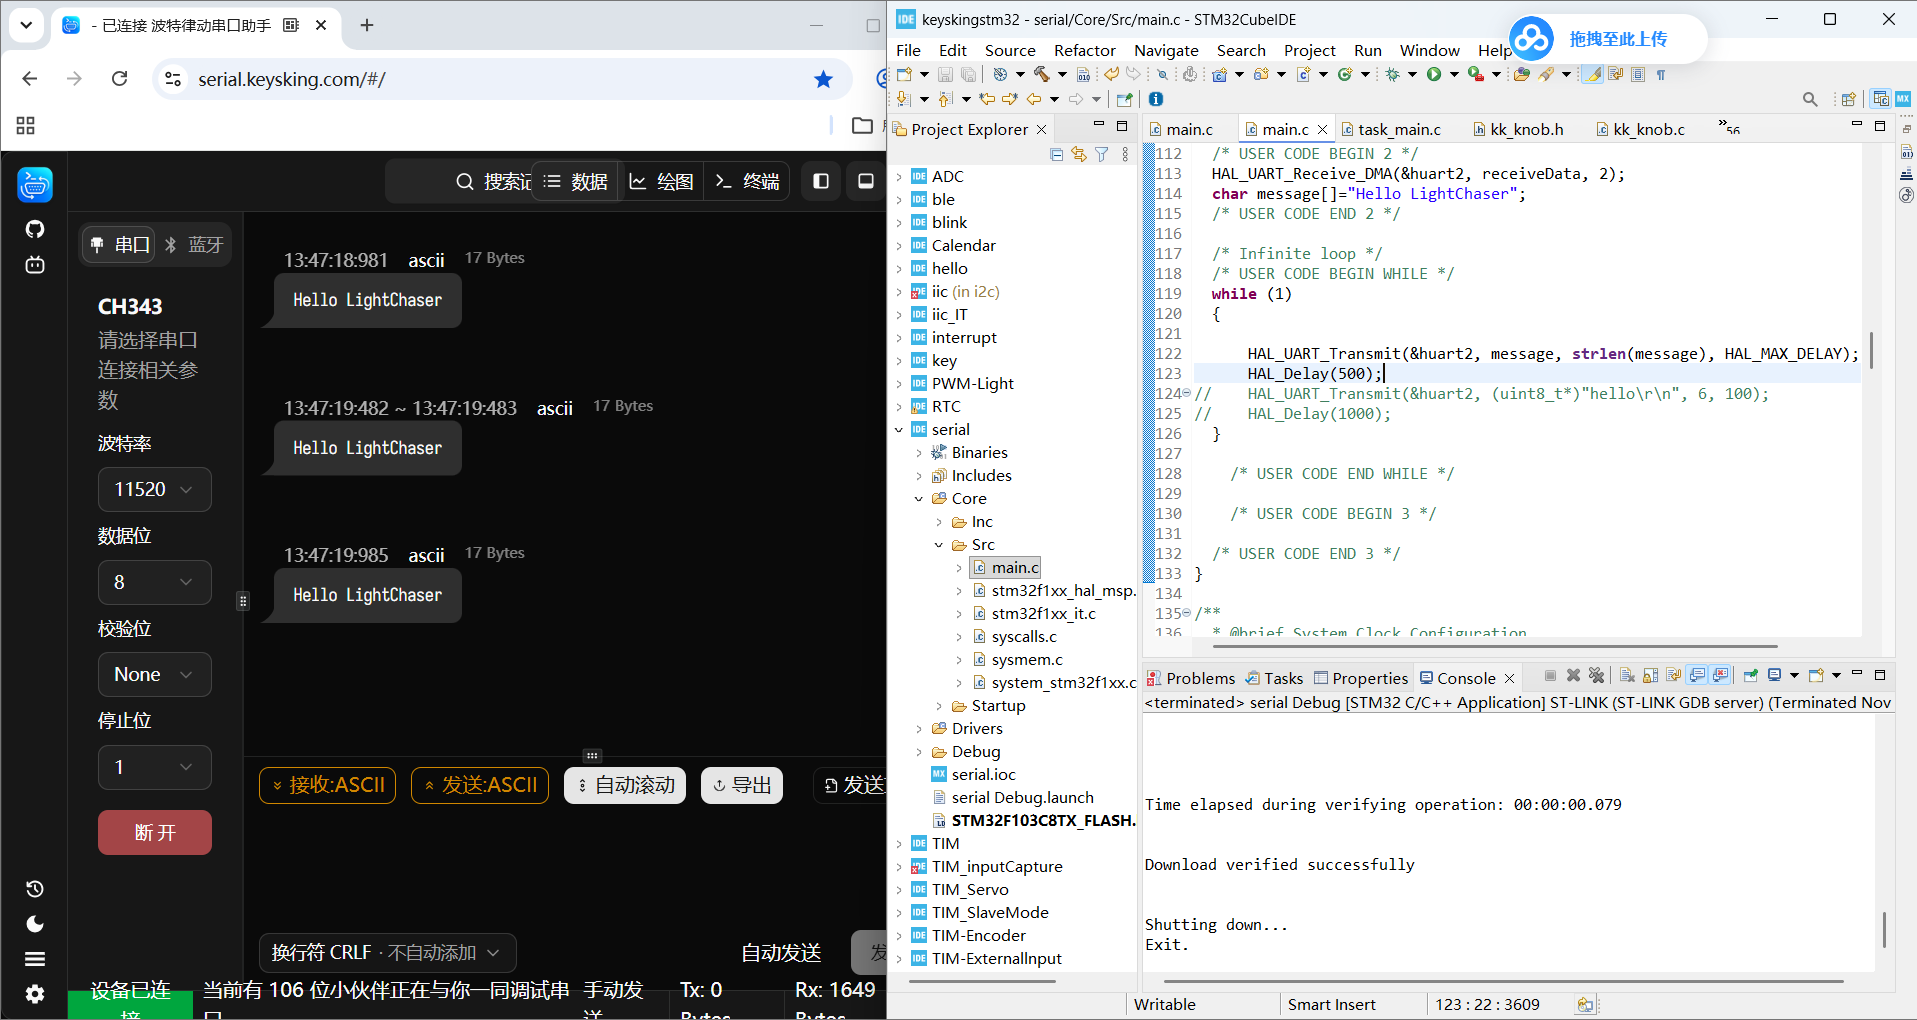 - 已连接 波特律动串口助手
serial.keysking.com/#/
搜索记
数据
绘图
终端
串口
蓝牙
CH343
请选择串口
连接相关参
数
波特率
11520
数据位
8
校验位
None
停止位
1
断 开
13:47:18:981 ascii 17 Bytes
Hello LightChaser
13:47:19:482 ~ 13:47:19:483 ascii 17 Bytes
Hello LightChaser
13:47:19:985 ascii 17 Bytes
Hello LightChaser
接收:ASCII
发送:ASCII
自动滚动
导出
发送
换行符 CRLF · 不自动添加
自动发送
发
设备已连
接
当前有 106 位小伙伴正在与你一同调试串
口
手动发
送
Tx: 0
Bytes
Rx: 1649
Bytes
IDE keyskingstm32 - serial/Core/Src/main.c - STM32CubeIDE
拖拽至此上传
File Edit Source Refactor Navigate Search Project Run Window Help
Project Explorer
ADC
ble
blink
Calendar
hello
iic (in i2c)
iic_IT
interrupt
key
PWM-Light
RTC
serial
Binaries
Includes
Core
Inc
Src
main.c
stm32f1xx_hal_msp.
stm32f1xx_it.c
syscalls.c
sysmem.c
system_stm32f1xx.c
Startup
Drivers
Debug
serial.ioc
serial Debug.launch
STM32F103C8TX_FLASH.
TIM
TIM_inputCapture
TIM_Servo
TIM_SlaveMode
TIM-Encoder
TIM-ExternalInput
main.c
main.c
task_main.c
kk_knob.h
kk_knob.c
»56
112 /* USER CODE BEGIN 2 */
113 HAL_UART_Receive_DMA(&huart2, receiveData, 2);
114 char message[]="Hello LightChaser";
115 /* USER CODE END 2 */
116
117 /* Infinite loop */
118 /* USER CODE BEGIN WHILE */
119 while (1)
120 {
121
122 HAL_UART_Transmit(&huart2, message, strlen(message), HAL_MAX_DELAY);
123 HAL_Delay(500);
124 // HAL_UART_Transmit(&huart2, (uint8_t*)"hello\r\n", 6, 100);
125 // HAL_Delay(1000);
126 }
127
128 /* USER CODE END WHILE */
129
130 /* USER CODE BEGIN 3 */
131
132 /* USER CODE END 3 */
133 }
134
135 /**
136 * @brief System Clock Configuration
Problems
Tasks
Properties
Console
<terminated> serial Debug [STM32 C/C++ Application] ST-LINK (ST-LINK GDB server) (Terminated Nov
Time elapsed during verifying operation: 00:00:00.079
Download verified successfully
Shutting down...
Exit.
Writable
Smart Insert
123 : 22 : 3609